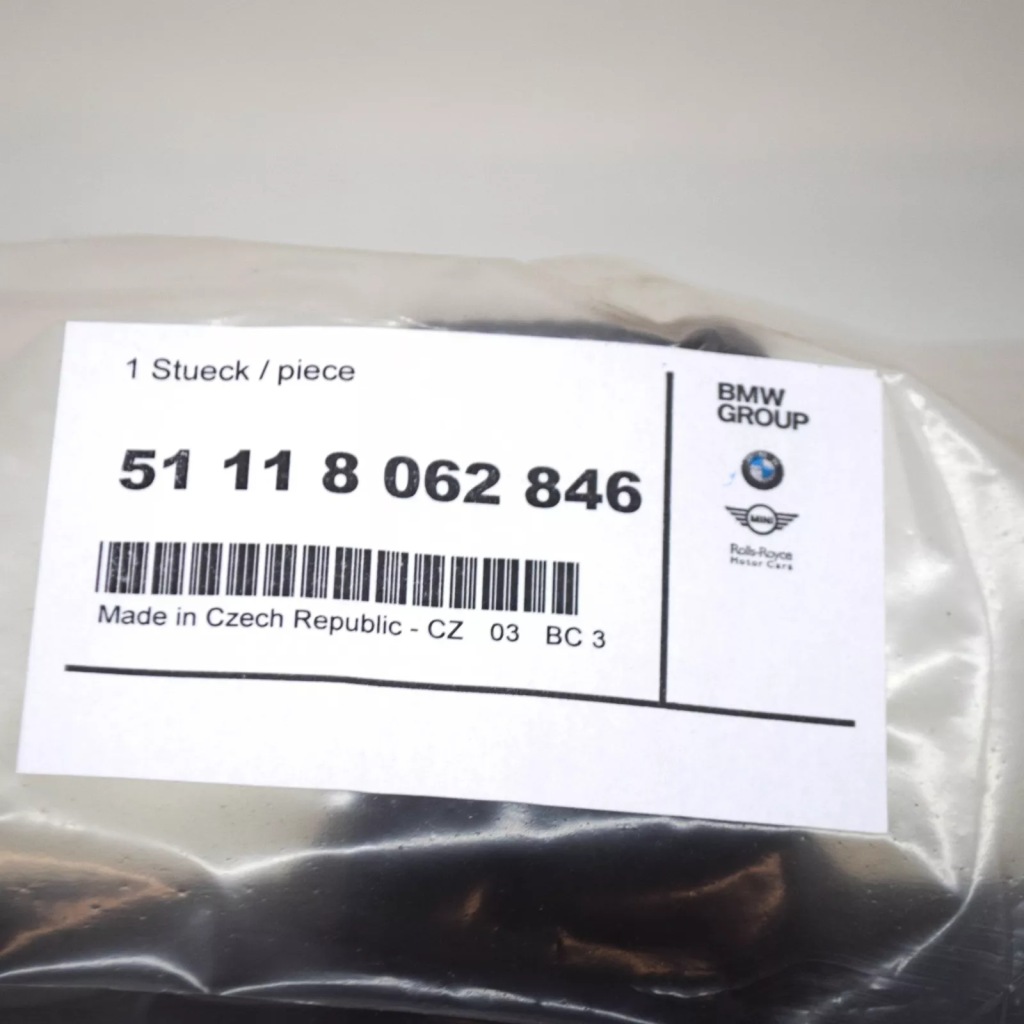 1 Stueck / piece
51 11 8 062 846
Made in Czech Republic - CZ 03 BC 3
BMW
GROUP
MINI
Rolls-Royce
Motor Cars